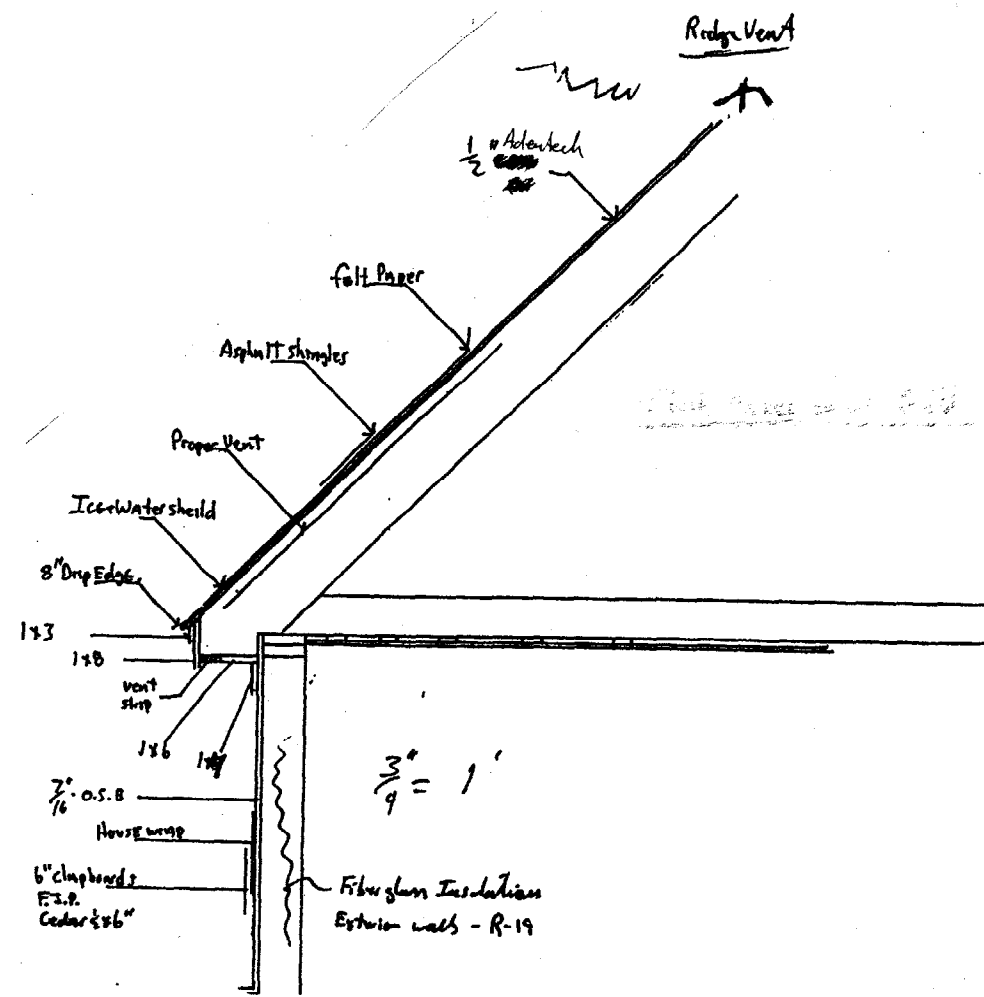 Ridge Vent
1/2" Adentech
felt Paper
Asphalt shingles
Proper Vent
Ice+Water sheild
8" Drip Edge
1x3
1x8
vent
strip
1x6
7/16" O.S.B
House wrap
6" clapboards
F.J.P.
Cedar 1/2x6"
3/4" = 1'
Fiberglass Insulation
Exterior walls - R-19